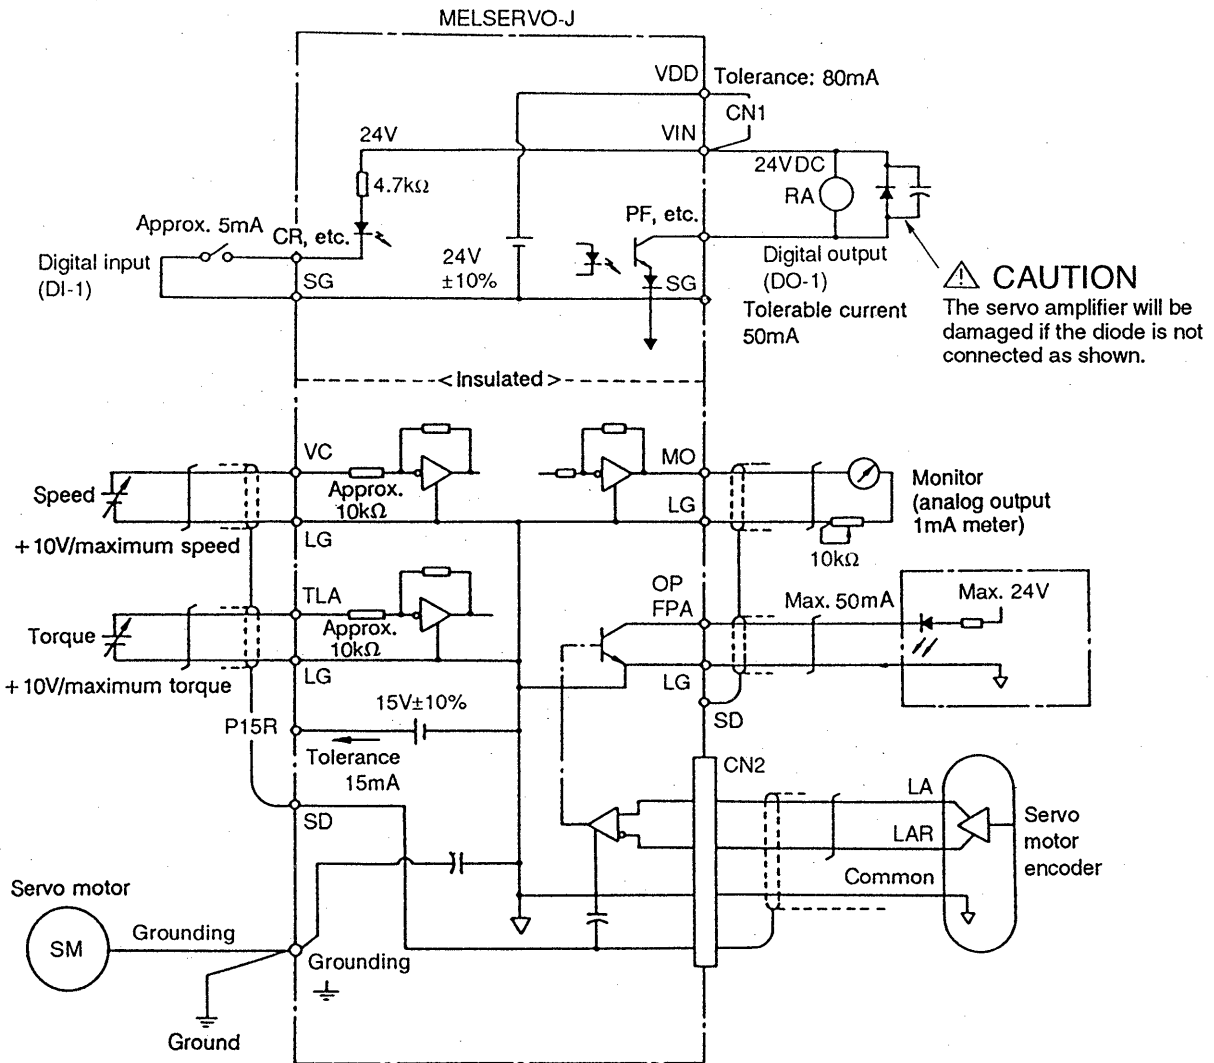 MELSERVO-J
VDD
Tolerance: 80mA
CN1
24V
VIN
24V DC
4.7kΩ
RA
Approx. 5mA
CR, etc.
PF, etc.
Digital input
(DI-1)
SG
24V
±10%
SG
Digital output
(DO-1)
Tolerable current
50mA
CAUTION
The servo amplifier will be
damaged if the diode is not
connected as shown.
<Insulated>
VC
MO
Speed
Approx.
10kΩ
LG
LG
Monitor
(analog output
1mA meter)
10kΩ
+10V/maximum speed
TLA
OP
FPA
Max. 50mA
Max. 24V
Torque
Approx.
10kΩ
LG
LG
+10V/maximum torque
15V±10%
P15R
SD
Tolerance
15mA
CN2
SD
LA
LAR
Common
Servo
motor
encoder
Servo motor
SM
Grounding
Grounding
Ground